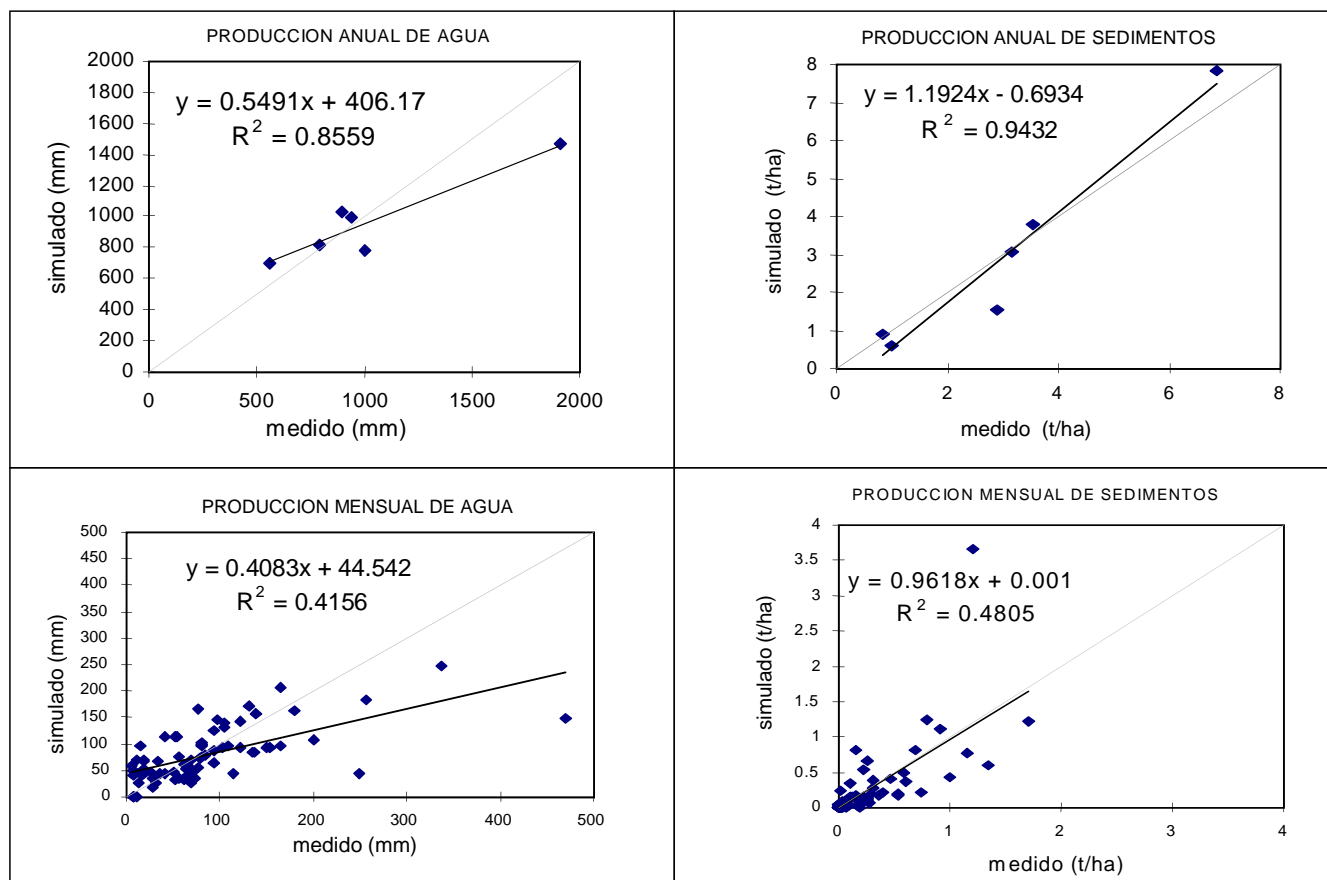 PRODUCCION ANUAL DE AGUA
2000
1800
1600
1400
1200
1000
800
600
400
200
0
y = 0.5491x + 406.17
R² = 0.8559
simulado (mm)
0 500 1000 1500 2000
medido (mm)
PRODUCCION ANUAL DE SEDIMENTOS
8
7
6
5
4
3
2
1
0
y = 1.1924x - 0.6934
R² = 0.9432
simulado (t/ha)
0 2 4 6 8
medido (t/ha)
PRODUCCION MENSUAL DE AGUA
500
450
400
350
300
250
200
150
100
50
0
y = 0.4083x + 44.542
R² = 0.4156
simulado (mm)
0 100 200 300 400 500
medido (mm)
PRODUCCION MENSUAL DE SEDIMENTOS
4
3.5
3
2.5
2
1.5
1
0.5
0
y = 0.9618x + 0.001
R² = 0.4805
simulado (t/ha)
0 1 2 3 4
medido (t/ha)